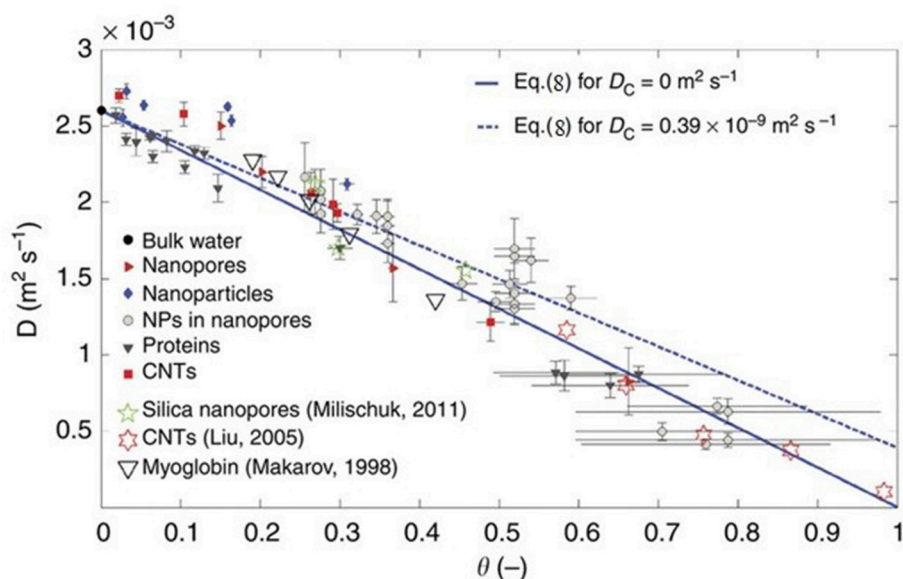 × 10⁻³
3
2.5
2
1.5
1
0.5
D (m² s⁻¹)
Eq.(8) for D_C = 0 m² s⁻¹
Eq.(8) for D_C = 0.39 × 10⁻⁹ m² s⁻¹
Bulk water
Nanopores
Nanoparticles
NPs in nanopores
Proteins
CNTs
Silica nanopores (Milischuk, 2011)
CNTs (Liu, 2005)
Myoglobin (Makarov, 1998)
0 0.1 0.2 0.3 0.4 0.5 0.6 0.7 0.8 0.9 1
θ (–)